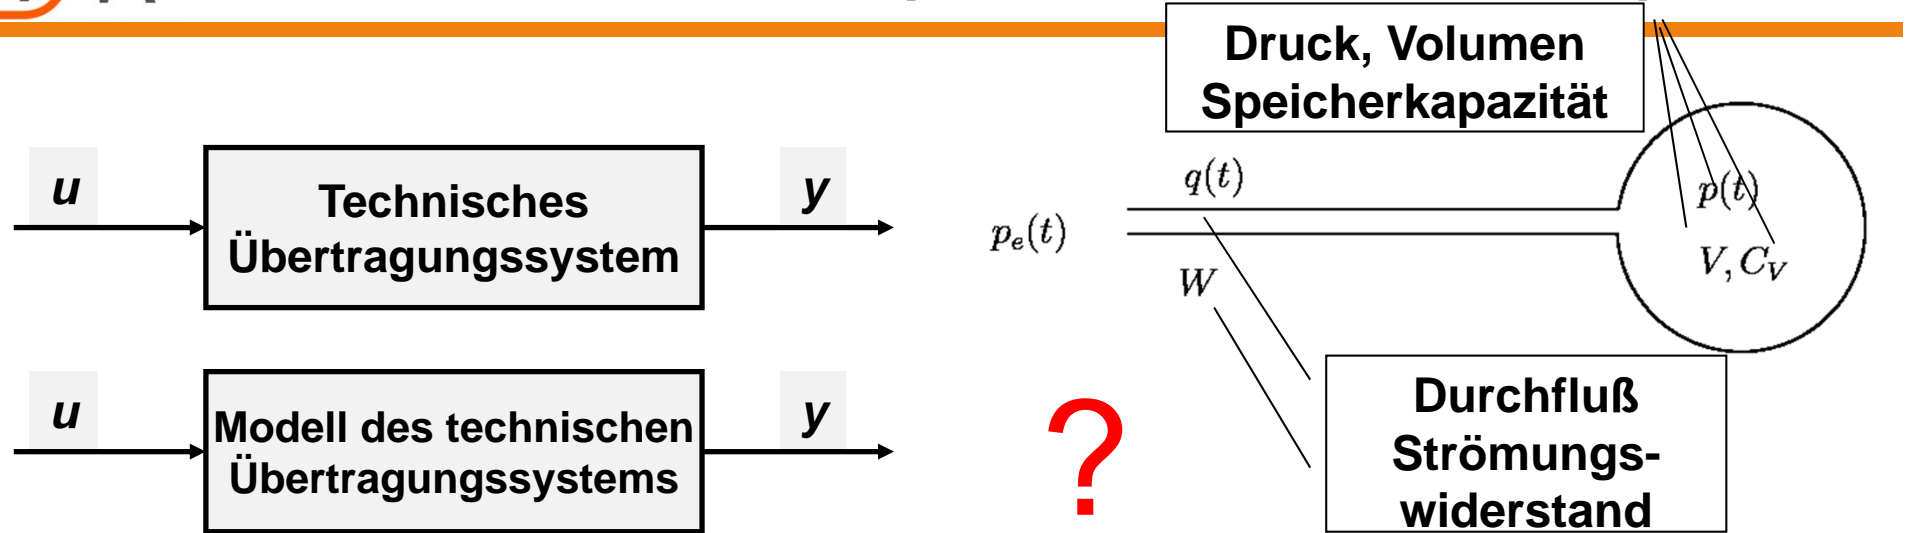 Druck, Volumen
Speicherkapazität
u
Technisches
Übertragungssystem
y
p_e(t)
q(t)
W
p(t)
V, C_V
u
Modell des technischen
Übertragungssystems
y
?
Durchfluß
Strömungs-
widerstand